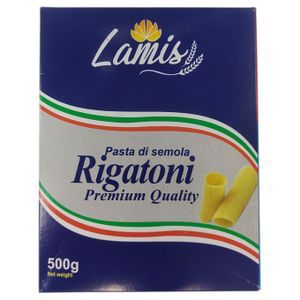 Lamis
Pasta di semola
Rigatoni
Premium Quality
500g
Net weight